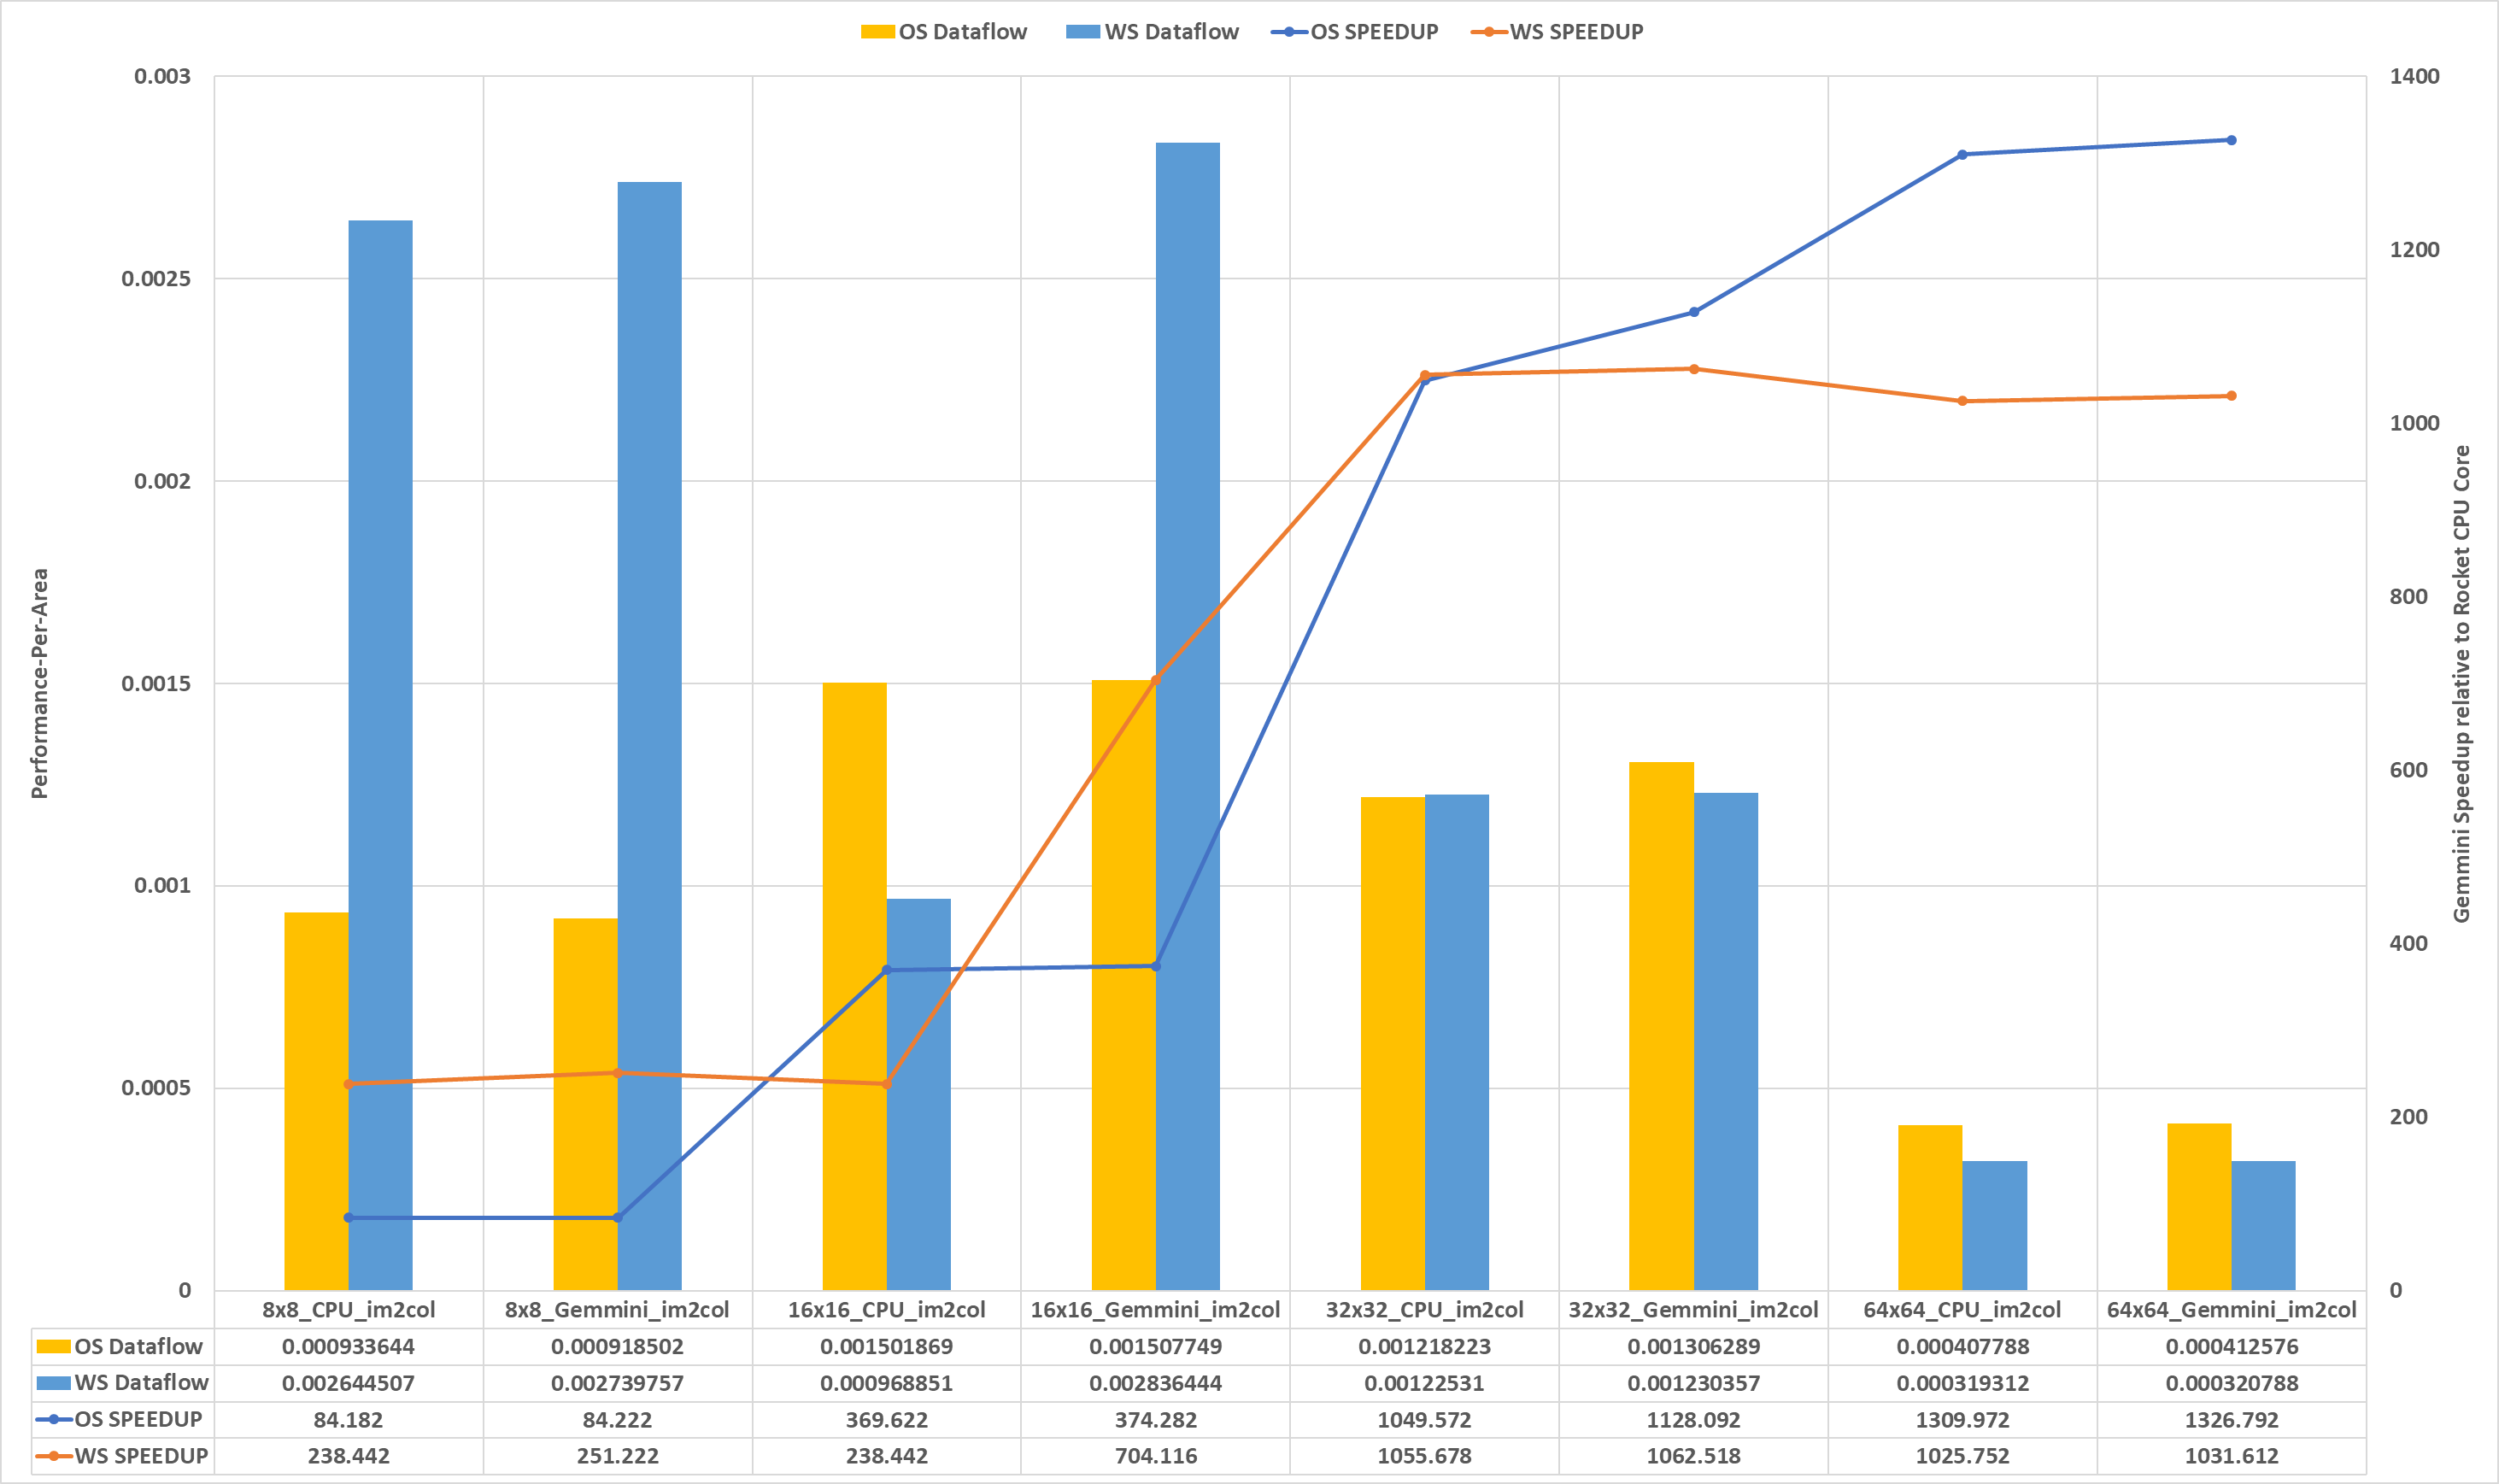 OS Dataflow WS Dataflow OS SPEEDUP WS SPEEDUP
0.003
0.0025
0.002
0.0015
0.001
0.0005
0
Performance-Per-Area
1400
1200
1000
800
600
400
200
0
Gemmini Speedup relative to Rocket CPU Core
8x8_CPU_im2col 8x8_Gemmini_im2col 16x16_CPU_im2col 16x16_Gemmini_im2col 32x32_CPU_im2col 32x32_Gemmini_im2col 64x64_CPU_im2col 64x64_Gemmini_im2col
OS Dataflow 0.000933644 0.000918502 0.001501869 0.001507749 0.001218223 0.001306289 0.000407788 0.000412576
WS Dataflow 0.002644507 0.002739757 0.000968851 0.002836444 0.00122531 0.001230357 0.000319312 0.000320788
OS SPEEDUP 84.182 84.222 369.622 374.282 1049.572 1128.092 1309.972 1326.792
WS SPEEDUP 238.442 251.222 238.442 704.116 1055.678 1062.518 1025.752 1031.612